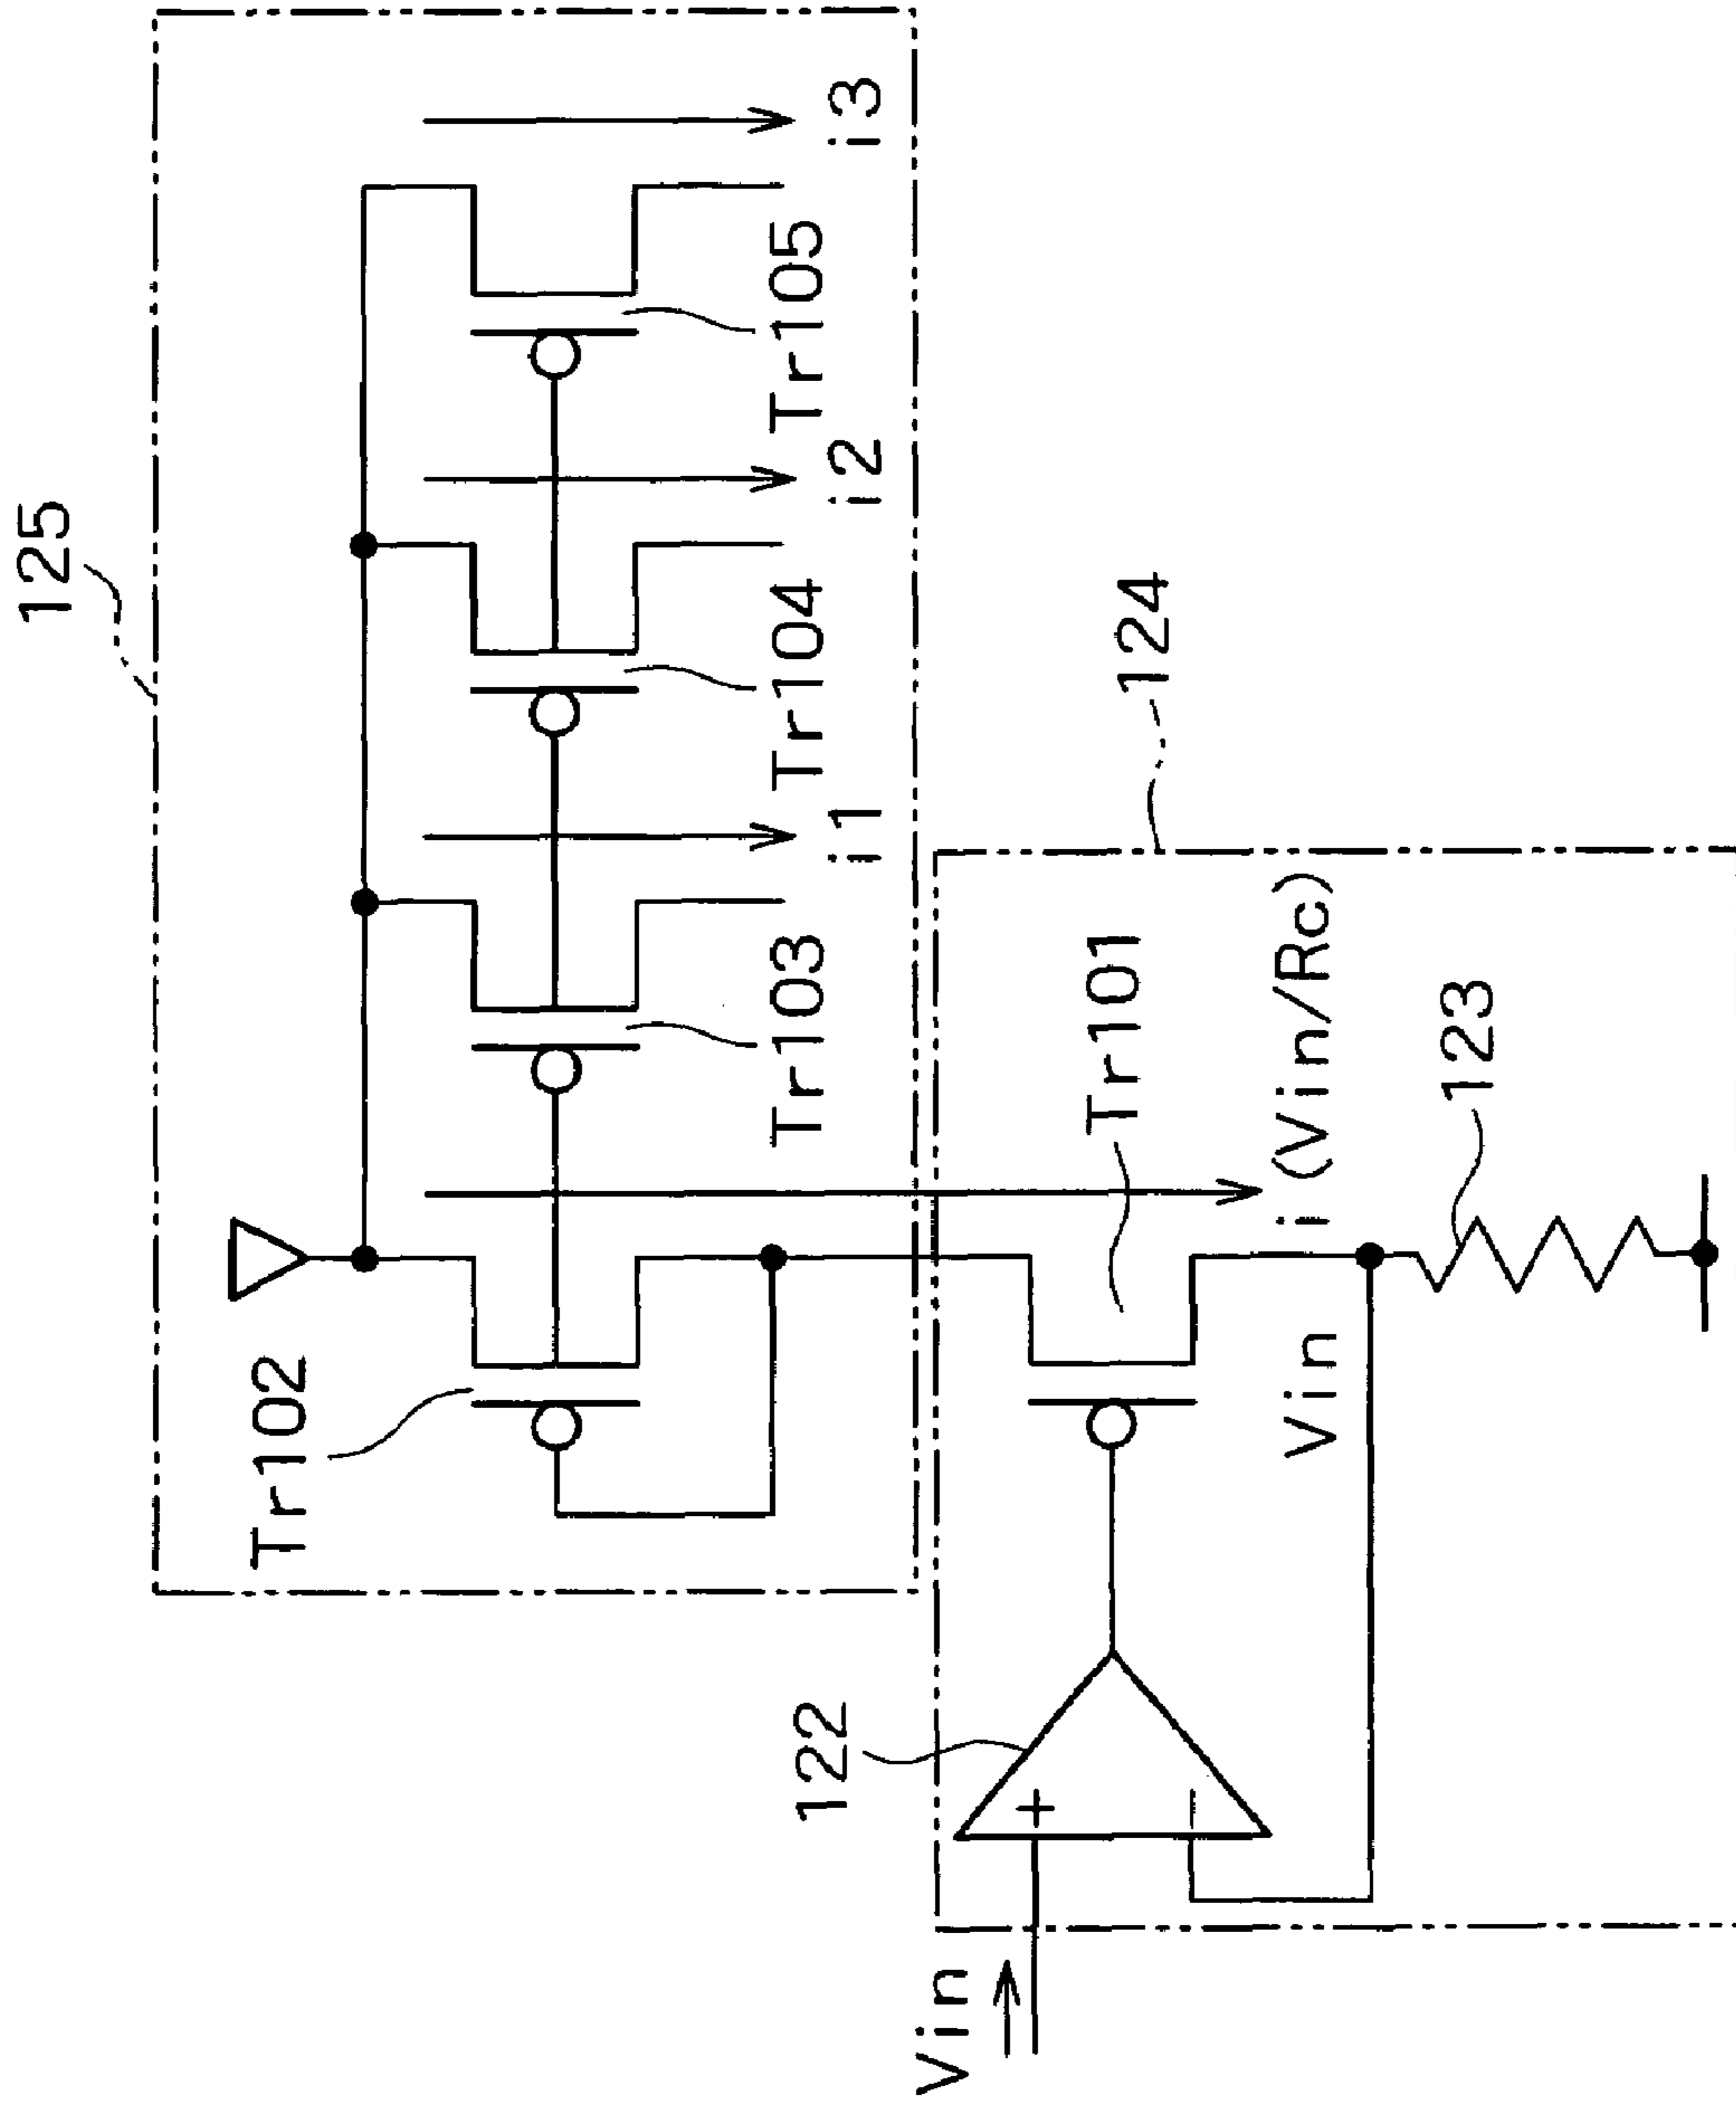 125
Tr102
Tr103
Tr104
Tr105
i1
i2
i3
122
Vin
+
−
Tr101
124
Vin
i (Vin/Rc)
123